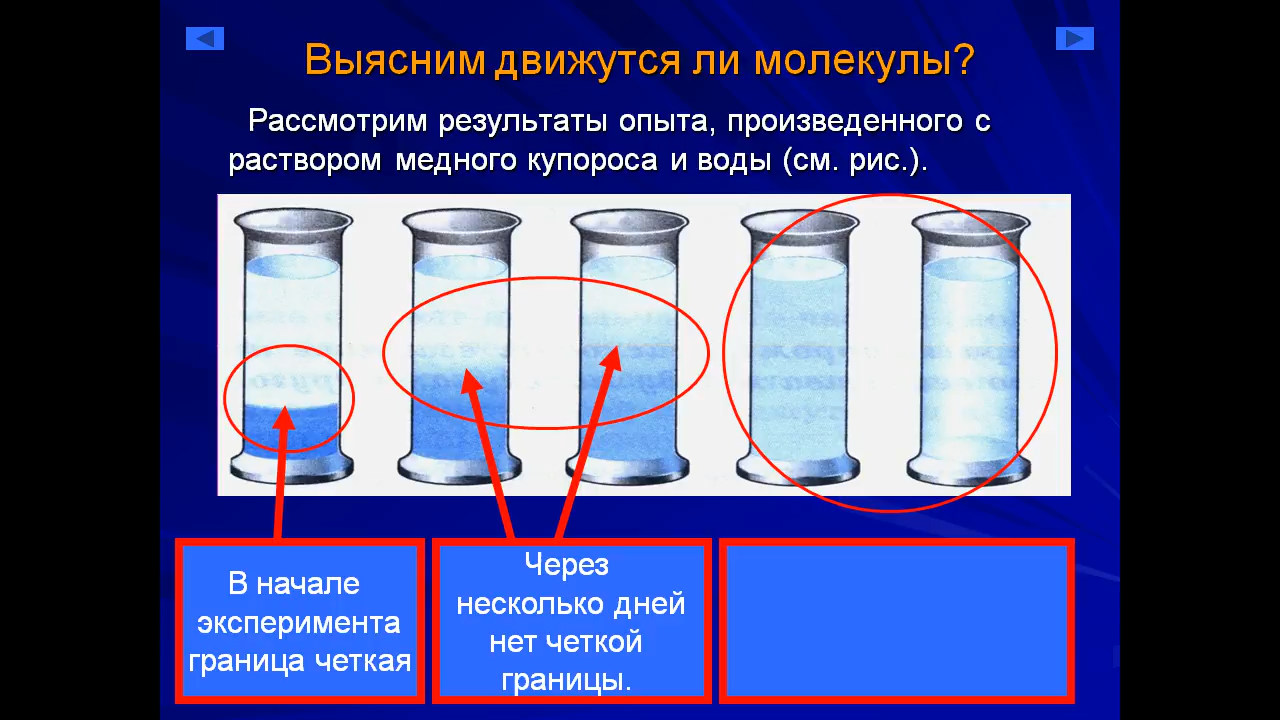 Выясним движутся ли молекулы?
Рассмотрим результаты опыта, произведенного с
раствором медного купороса и воды (см. рис.).
В начале
эксперимента
граница четкая
Через
несколько дней
нет четкой
границы.